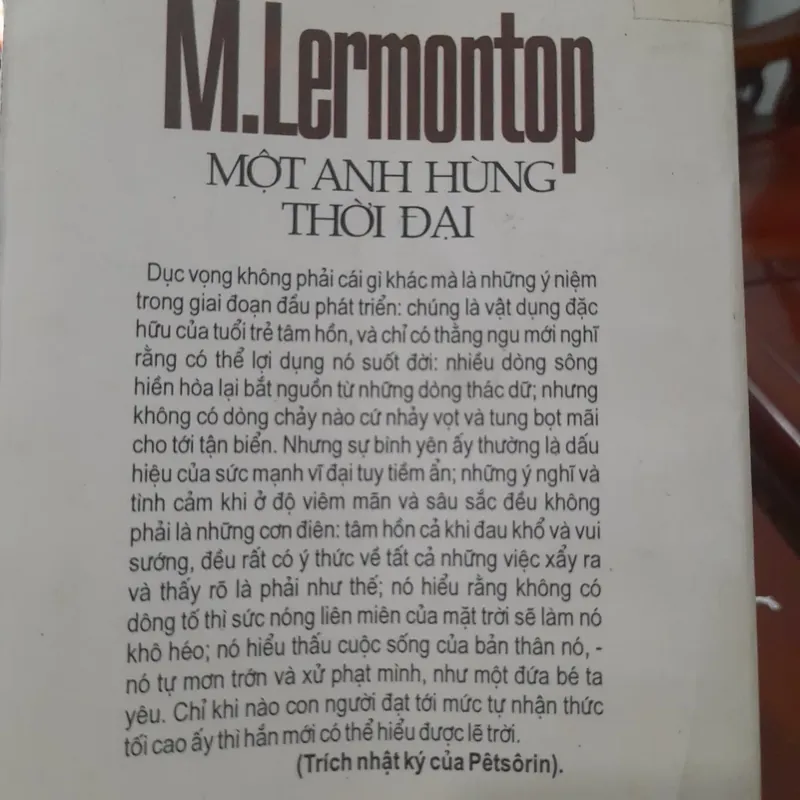 M.Lermontop
MỘT ANH HÙNG
THỜI ĐẠI
Dục vọng không phải cái gì khác mà là những ý niệm
trong giai đoạn đầu phát triển: chúng là vật dụng đặc
hữu của tuổi trẻ tâm hồn, và chỉ có thằng ngu mới nghĩ
rằng có thể lợi dụng nó suốt đời: nhiều dòng sông
hiền hòa lại bắt nguồn từ những dòng thác dữ; nhưng
không có dòng chảy nào cứ nhảy vọt và tung bọt mãi
cho tới tận biển. Nhưng sự bình yên ấy thường là dấu
hiệu của sức mạnh vĩ đại tuy tiềm ẩn; những ý nghĩ và
tình cảm khi ở độ viêm mãn và sâu sắc đều không
phải là những cơn điên: tâm hồn cả khi đau khổ và vui
sướng, đều rất có ý thức về tất cả những việc xẩy ra
và thấy rõ là phải như thế; nó hiểu rằng không có
dông tố thì sức nóng liên miên của mặt trời sẽ làm nó
khô héo; nó hiểu thấu cuộc sống của bản thân nó, -
nó tự mơn trớn và xử phạt mình, như một đứa bé ta
yêu. Chỉ khi nào con người đạt tới mức tự nhận thức
tối cao ấy thì hắn mới có thể hiểu được lẽ trời.
(Trích nhật ký của Pêtsôrin).